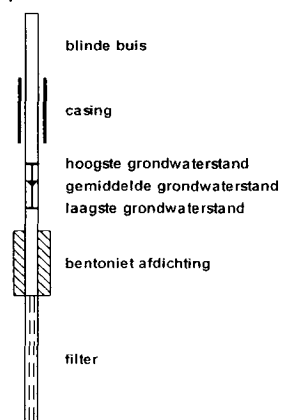 blinde buis
casing
hoogste grondwaterstand
gemiddelde grondwaterstand
laagste grondwaterstand
bentoniet afdichting
filter